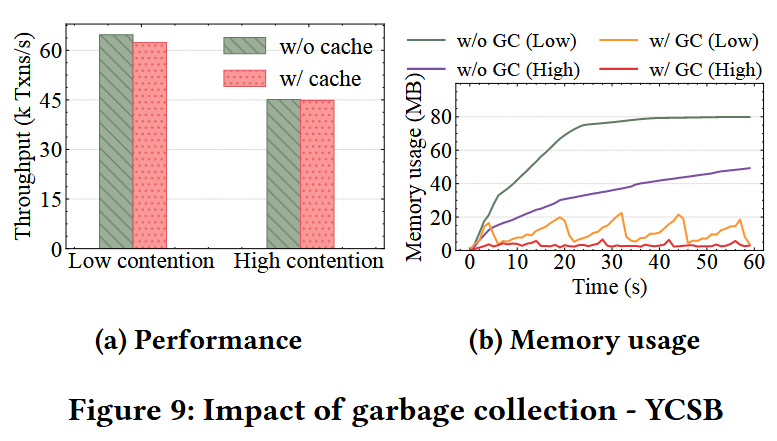 Throughput (k Txns/s)
60
45
30
15
0
w/o cache
w/ cache
Low contention
High contention
(a) Performance
w/o GC (Low)
w/ GC (Low)
w/o GC (High)
w/ GC (High)
Memory usage (MB)
80
60
40
20
0
0
10
20
30
40
50
60
Time (s)
(b) Memory usage
Figure 9: Impact of garbage collection - YCSB